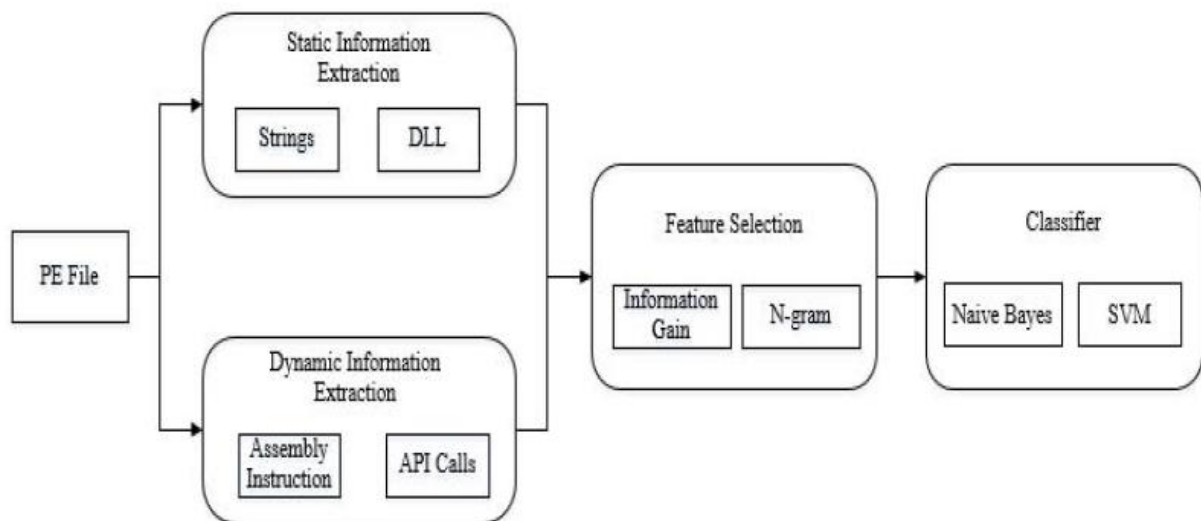 PE File
Static Information
Extraction
Strings
DLL
Dynamic Information
Extraction
Assembly
Instruction
API Calls
Feature Selection
Information
Gain
N-gram
Classifier
Naive Bayes
SVM